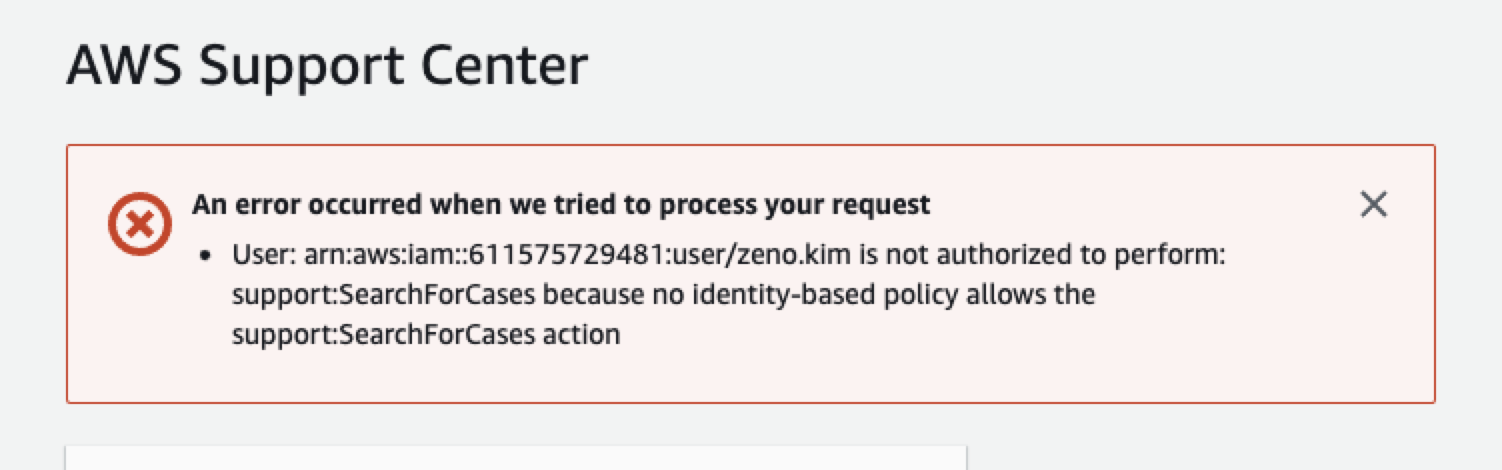 AWS Support Center
An error occurred when we tried to process your request
• User: arn:aws:iam::611575729481:user/zeno.kim is not authorized to perform:
support:SearchForCases because no identity-based policy allows the
support:SearchForCases action